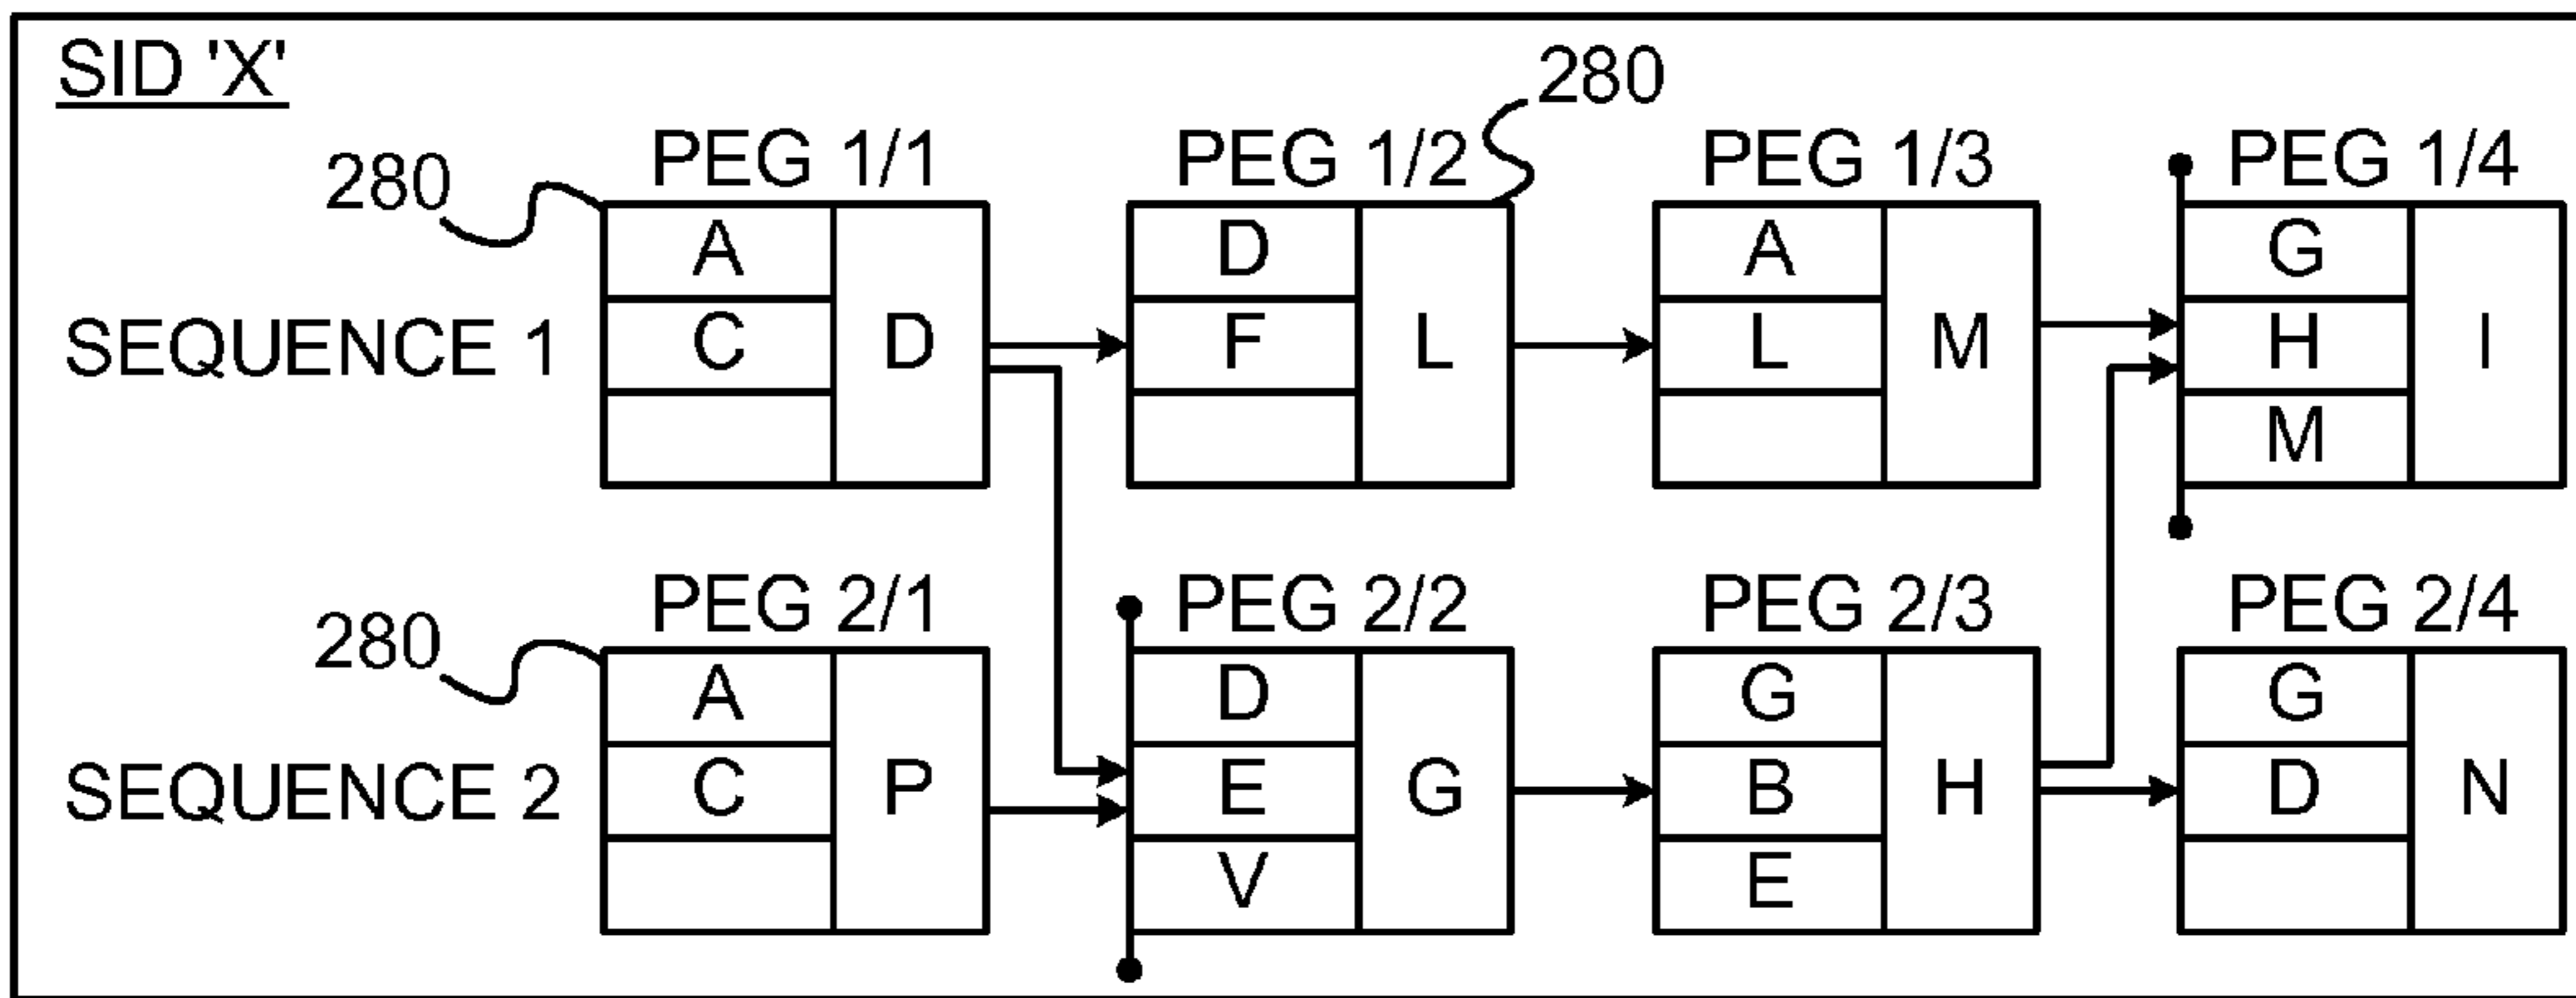 SID 'X'
280
280
PEG 1/1
PEG 1/2
PEG 1/3
PEG 1/4
SEQUENCE 1
A
C
D
D
F
L
A
L
M
G
H
M
I
280
PEG 2/1
PEG 2/2
PEG 2/3
PEG 2/4
SEQUENCE 2
A
C
P
D
E
V
G
G
B
E
H
G
D
N